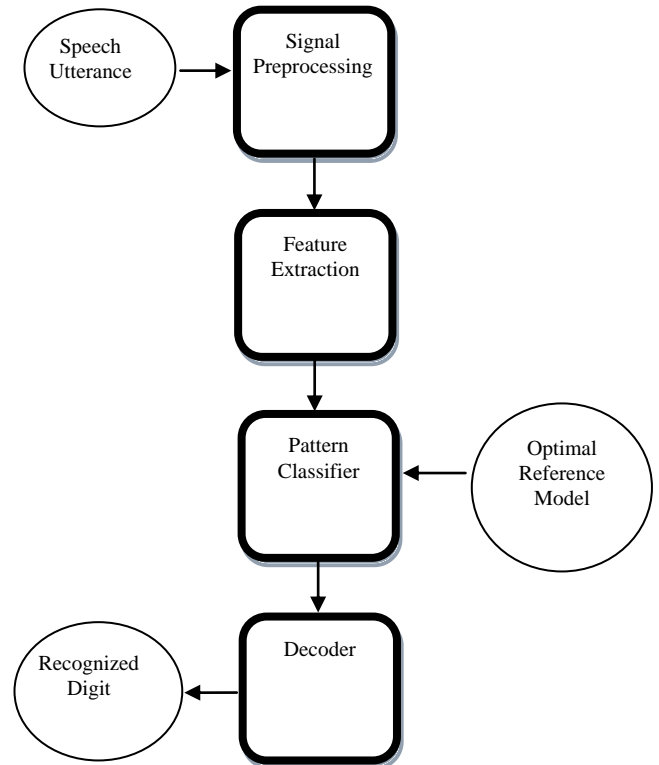 Speech
Utterance
Signal
Preprocessing
Feature
Extraction
Pattern
Classifier
Optimal
Reference
Model
Decoder
Recognized
Digit